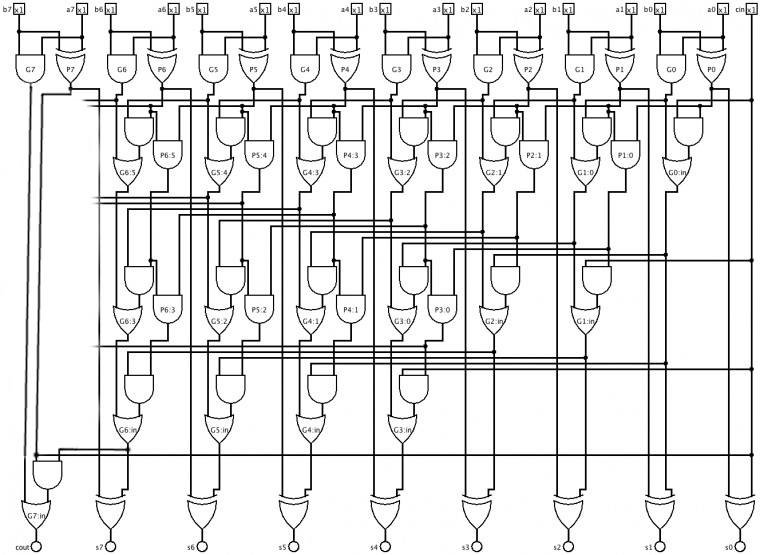 b7 x1 a7 x1 b6 x1 a6 x1 b5 x1 a5 x1 b4 x1 a4 x1 b3 x1 a3 x1 b2 x1 a2 x1 b1 x1 a1 x1 b0 x1 a0 x1 cin x1
G7 P7 G6 P6 G5 P5 G4 P4 G3 P3 G2 P2 G1 P1 G0 P0
P6:5 P5:4 P4:3 P3:2 P2:1 P1:0
G6:5 G5:4 G4:3 G3:2 G2:1 G1:0 G0:in
P6:3 P5:2 P4:1 P3:0
G6:3 G5:2 G4:1 G3:0 G2:in G1:in
G6:in G5:in G4:in G3:in
G7:in
cout s7 s6 s5 s4 s3 s2 s1 s0